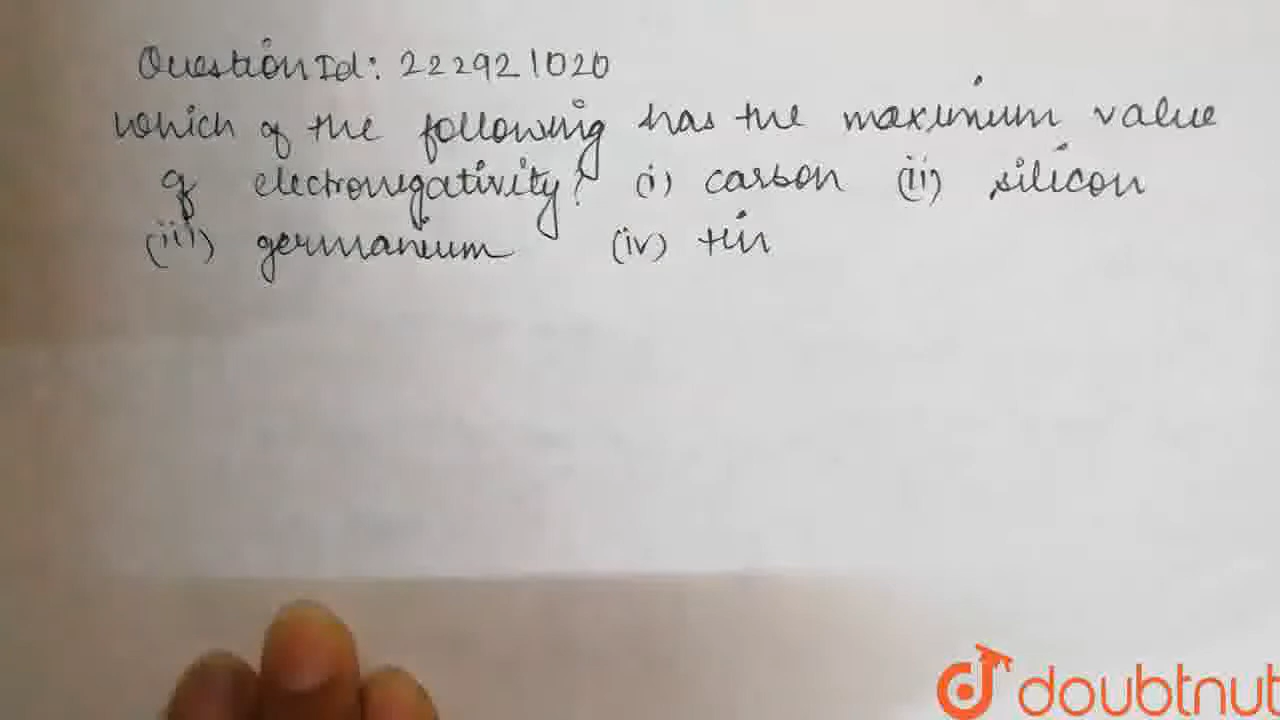 Question Id: 222921020
which of the following has the maximum value
of electronegativity? (i) carbon (ii) silicon
(iii) germanium (iv) tin
doubtnut